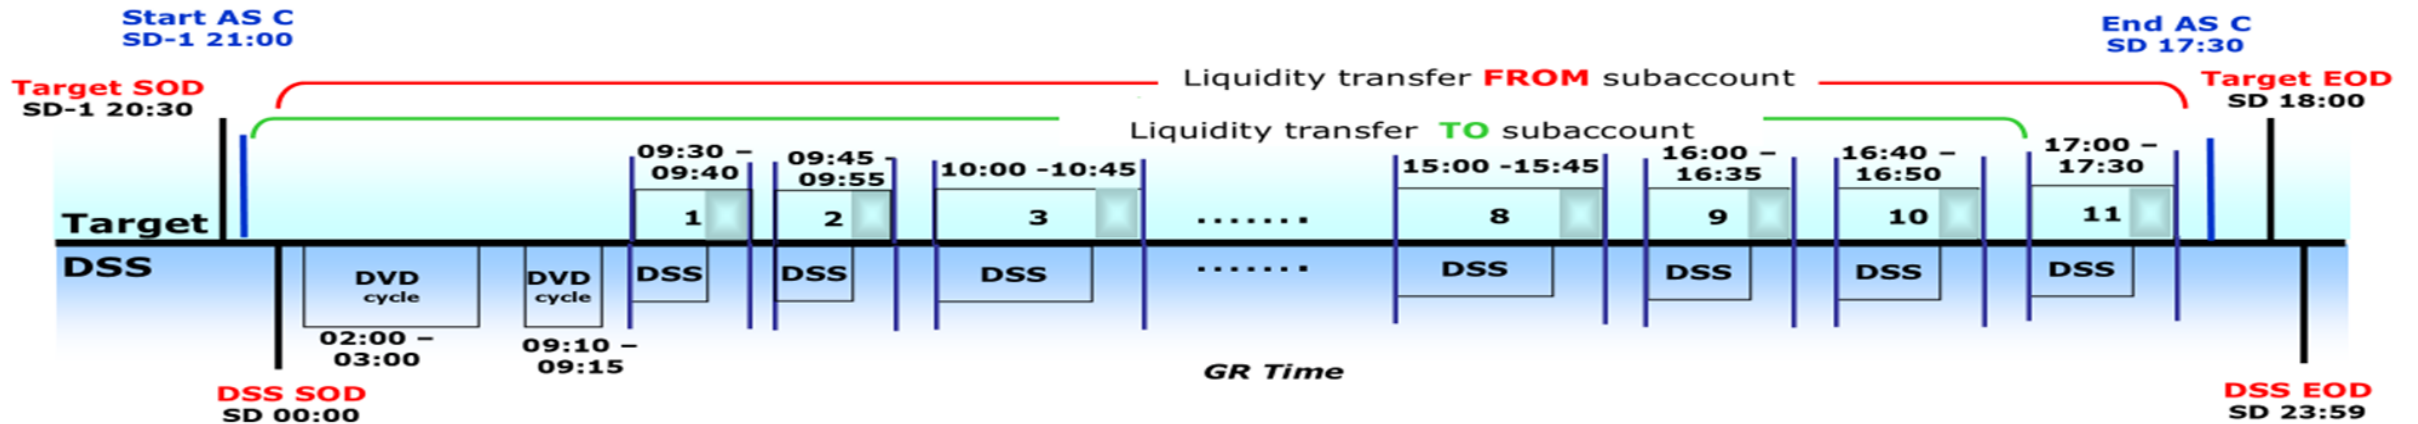 Start AS C
SD-1 21:00
End AS C
SD 17:30
Target SOD
SD-1 20:30
Liquidity transfer FROM subaccount
Target EOD
SD 18:00
Liquidity transfer TO subaccount
09:30 –
09:40
09:45 -
09:55
10:00 -10:45
15:00 -15:45
16:00 –
16:35
16:40 –
16:50
17:00 –
17:30
Target
1
2
3
.......
8
9
10
11
DSS
DVD
cycle
DVD
cycle
DSS
DSS
DSS
.......
DSS
DSS
DSS
DSS
02:00 –
03:00
09:10 –
09:15
GR Time
DSS SOD
SD 00:00
DSS EOD
SD 23:59